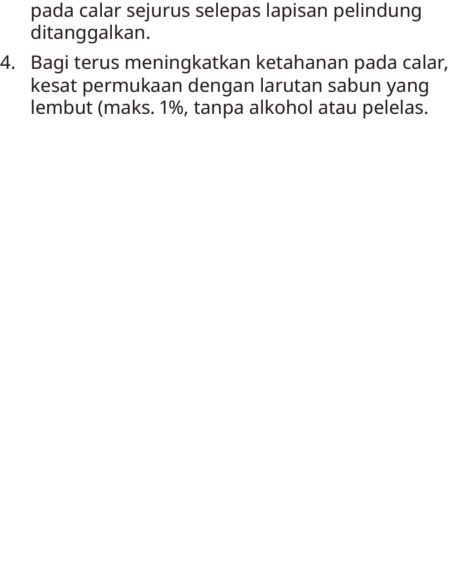 pada calar sejurus selepas lapisan pelindung
ditanggalkan.
4. Bagi terus meningkatkan ketahanan pada calar,
kesat permukaan dengan larutan sabun yang
lembut (maks. 1%, tanpa alkohol atau pelelas.